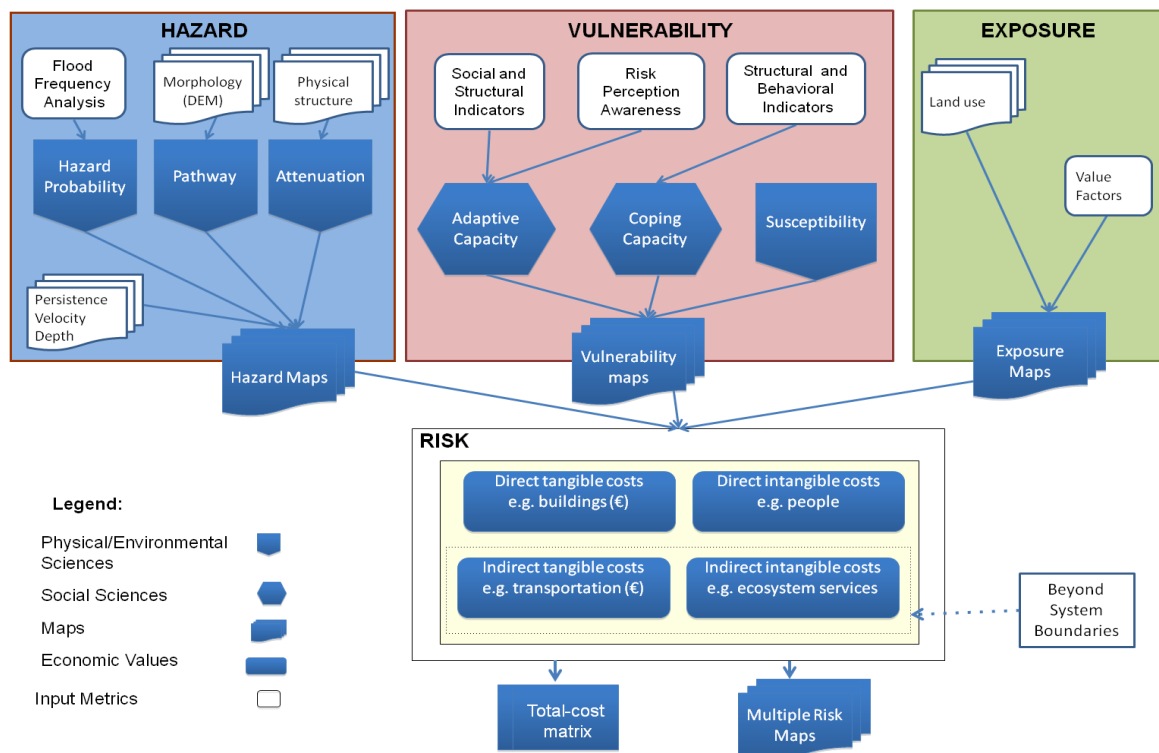 HAZARD
Flood
Frequency
Analysis
Morphology
(DEM)
Physical
structure
Hazard
Probability
Pathway
Attenuation
Persistence
Velocity
Depth
Hazard Maps
VULNERABILITY
Social and
Structural
Indicators
Risk
Perception
Awareness
Structural and
Behavioral
Indicators
Adaptive
Capacity
Coping
Capacity
Susceptibility
Vulnerability
maps
EXPOSURE
Land use
Value
Factors
Exposure
Maps
RISK
Direct tangible costs
e.g. buildings (€)
Direct intangible costs
e.g. people
Indirect tangible costs
e.g. transportation (€)
Indirect intangible costs
e.g. ecosystem services
Beyond
System
Boundaries
Total-cost
matrix
Multiple Risk
Maps
Legend:
Physical/Environmental
Sciences
Social Sciences
Maps
Economic Values
Input Metrics